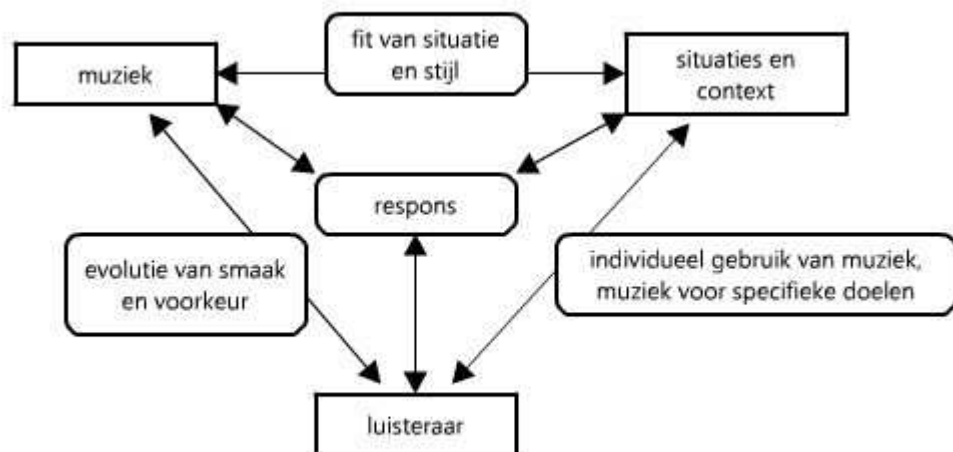 fit van situatie
en stijl
muziek
situaties en
context
respons
evolutie van smaak
en voorkeur
individueel gebruik van muziek,
muziek voor specifieke doelen
luisteraar